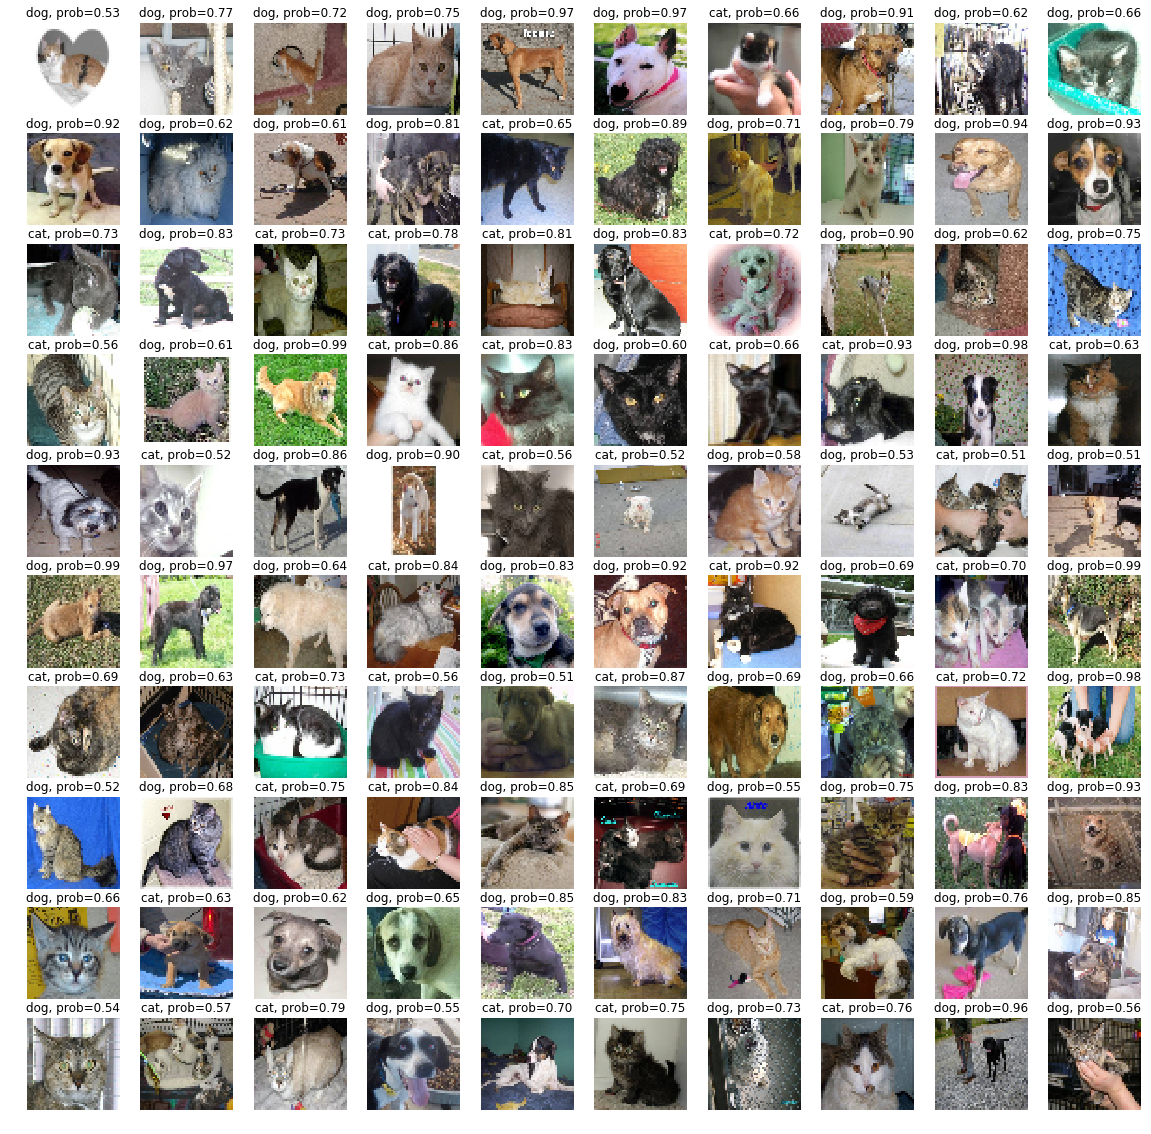 dog, prob=0.53 dog, prob=0.77 dog, prob=0.72 dog, prob=0.75 dog, prob=0.97 dog, prob=0.97 cat, prob=0.66 dog, prob=0.91 dog, prob=0.62 dog, prob=0.66
dog, prob=0.92 dog, prob=0.62 dog, prob=0.61 dog, prob=0.81 cat, prob=0.65 dog, prob=0.89 dog, prob=0.71 dog, prob=0.79 dog, prob=0.94 dog, prob=0.93
cat, prob=0.73 dog, prob=0.83 cat, prob=0.73 cat, prob=0.78 cat, prob=0.81 dog, prob=0.83 cat, prob=0.72 dog, prob=0.90 dog, prob=0.62 dog, prob=0.75
cat, prob=0.56 dog, prob=0.61 dog, prob=0.99 cat, prob=0.86 cat, prob=0.83 dog, prob=0.60 cat, prob=0.66 cat, prob=0.93 dog, prob=0.98 cat, prob=0.63
dog, prob=0.93 cat, prob=0.52 dog, prob=0.86 dog, prob=0.90 cat, prob=0.56 cat, prob=0.52 dog, prob=0.58 dog, prob=0.53 cat, prob=0.51 dog, prob=0.51
dog, prob=0.99 dog, prob=0.97 dog, prob=0.64 cat, prob=0.84 dog, prob=0.83 dog, prob=0.92 cat, prob=0.92 dog, prob=0.69 cat, prob=0.70 dog, prob=0.99
cat, prob=0.69 dog, prob=0.63 cat, prob=0.73 cat, prob=0.56 dog, prob=0.51 cat, prob=0.87 dog, prob=0.69 dog, prob=0.66 cat, prob=0.72 dog, prob=0.98
dog, prob=0.52 dog, prob=0.68 cat, prob=0.75 cat, prob=0.84 dog, prob=0.85 cat, prob=0.69 dog, prob=0.55 dog, prob=0.75 dog, prob=0.83 dog, prob=0.93
dog, prob=0.66 cat, prob=0.63 dog, prob=0.62 dog, prob=0.65 dog, prob=0.85 dog, prob=0.83 dog, prob=0.71 dog, prob=0.59 dog, prob=0.76 dog, prob=0.85
dog, prob=0.54 cat, prob=0.57 cat, prob=0.79 dog, prob=0.55 cat, prob=0.70 cat, prob=0.75 dog, prob=0.73 cat, prob=0.76 dog, prob=0.96 dog, prob=0.56